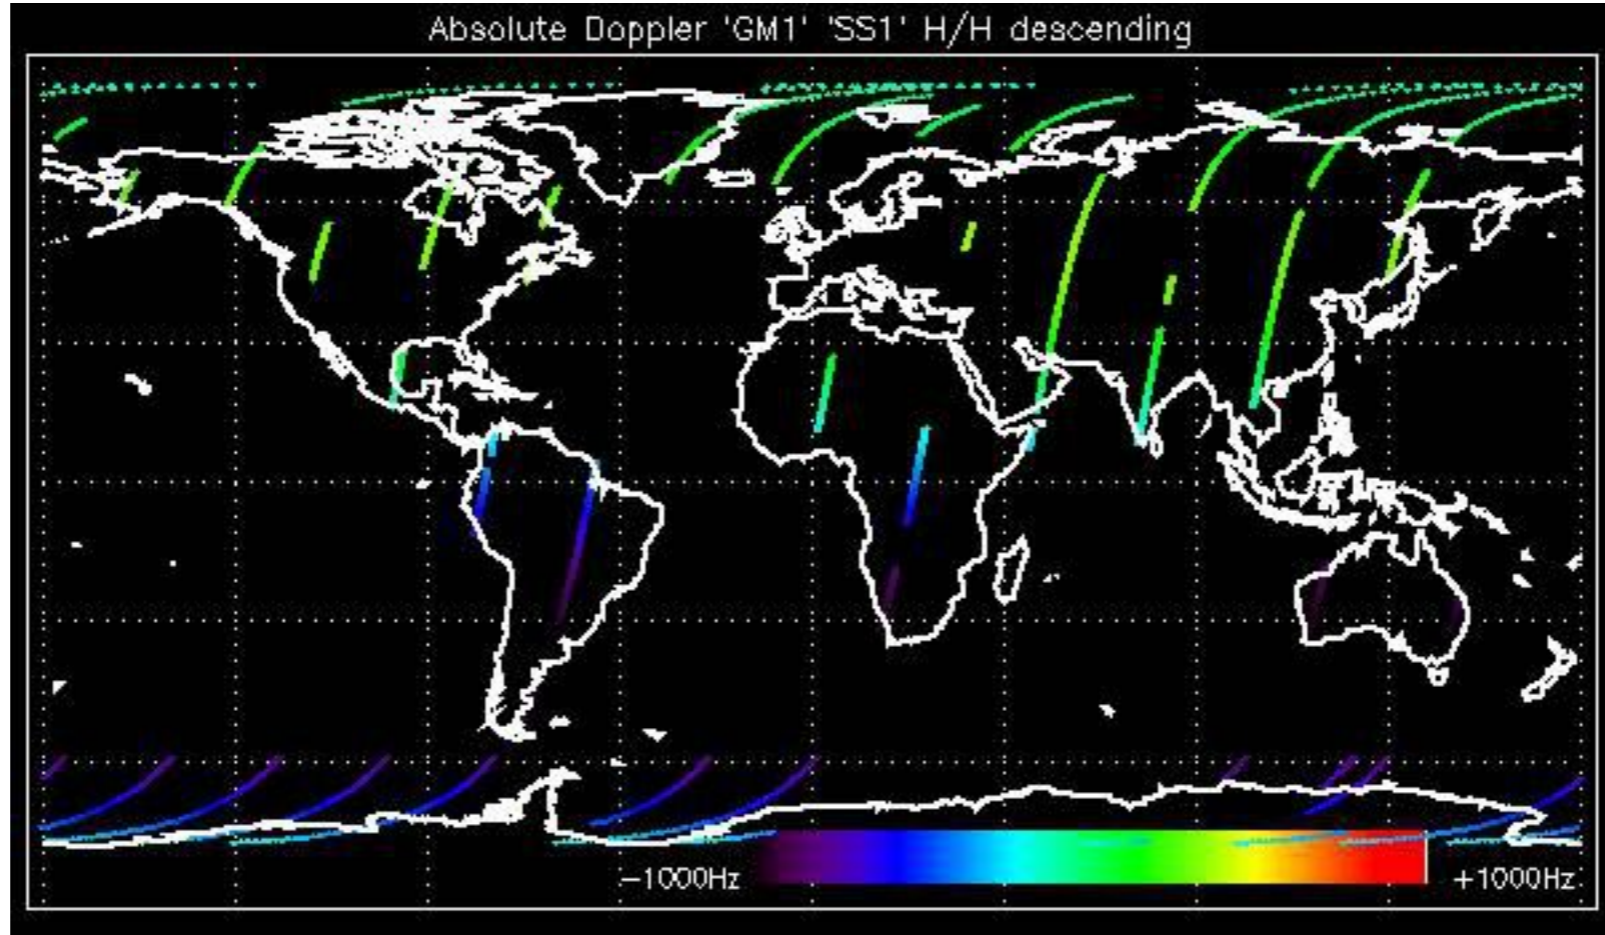 Absolute Doppler 'GM1' 'SS1' H/H descending
−1000Hz
+1000Hz